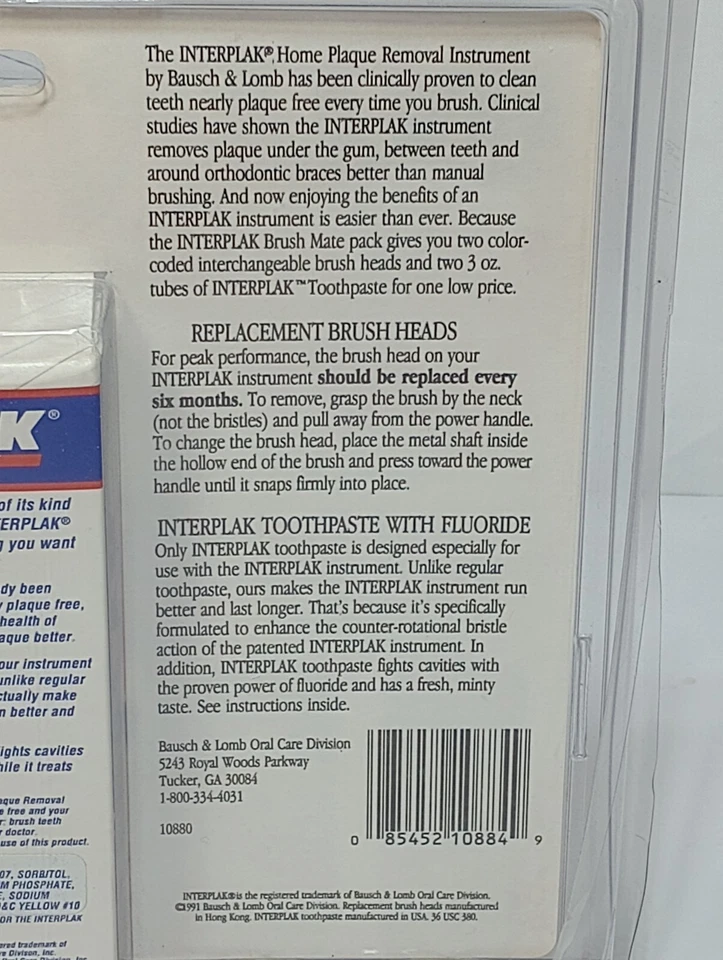 The INTERPLAK® Home Plaque Removal Instrument
by Bausch & Lomb has been clinically proven to clean
teeth nearly plaque free every time you brush. Clinical
studies have shown the INTERPLAK instrument
removes plaque under the gum, between teeth and
around orthodontic braces better than manual
brushing. And now enjoying the benefits of an
INTERPLAK instrument is easier than ever. Because
the INTERPLAK Brush Mate pack gives you two color-
coded interchangeable brush heads and two 3 oz.
tubes of INTERPLAK™ Toothpaste for one low price.
REPLACEMENT BRUSH HEADS
For peak performance, the brush head on your
INTERPLAK instrument should be replaced every
six months. To remove, grasp the brush by the neck
(not the bristles) and pull away from the power handle.
To change the brush head, place the metal shaft inside
the hollow end of the brush and press toward the power
handle until it snaps firmly into place.
INTERPLAK TOOTHPASTE WITH FLUORIDE
Only INTERPLAK toothpaste is designed especially for
use with the INTERPLAK instrument. Unlike regular
toothpaste, ours makes the INTERPLAK instrument run
better and last longer. That's because it's specifically
formulated to enhance the counter-rotational bristle
action of the patented INTERPLAK instrument. In
addition, INTERPLAK toothpaste fights cavities with
the proven power of fluoride and has a fresh, minty
taste. See instructions inside.
Bausch & Lomb Oral Care Division
5243 Royal Woods Parkway
Tucker, GA 30084
1-800-334-4031
10880
0 85452 10884 9
INTERPLAK® is the registered trademark of Bausch & Lomb Oral Care Division.
©1991 Bausch & Lomb Oral Care Division. Replacement brush heads manufactured
in Hong Kong. INTERPLAK toothpaste manufactured in USA. 36 USC 380.
K®
of its kind
ERPLAK®
you want
dy been
plaque free,
health of
aque better.
our instrument
unlike regular
ctually make
n better and
ights cavities
hile it treats
aque Removal
e free and your
r: brush teeth
r doctor.
use of this product.
07, SORBITOL,
M PHOSPHATE,
SODIUM
&C YELLOW #10
OR THE INTERPLAK
ered trademark of
re Divison, Inc.